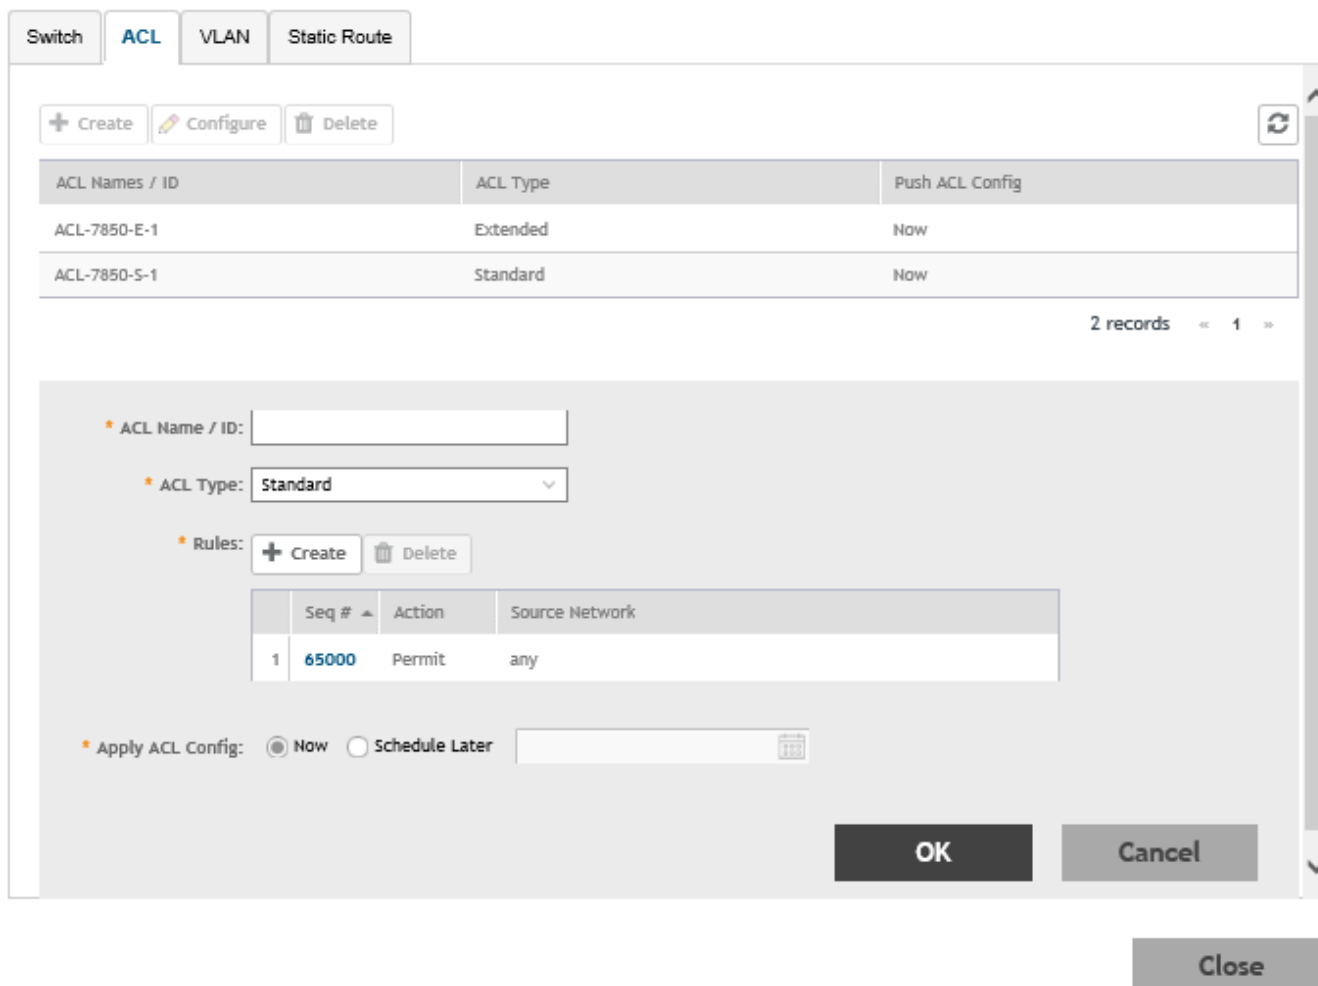 Switch ACL VLAN Static Route
Create Configure Delete
ACL Names / ID ACL Type Push ACL Config
ACL-7850-E-1 Extended Now
ACL-7850-S-1 Standard Now
2 records « 1 »
* ACL Name / ID:
* ACL Type: Standard
* Rules: Create Delete
Seq # Action Source Network
1 65000 Permit any
* Apply ACL Config: Now Schedule Later
OK Cancel
Close